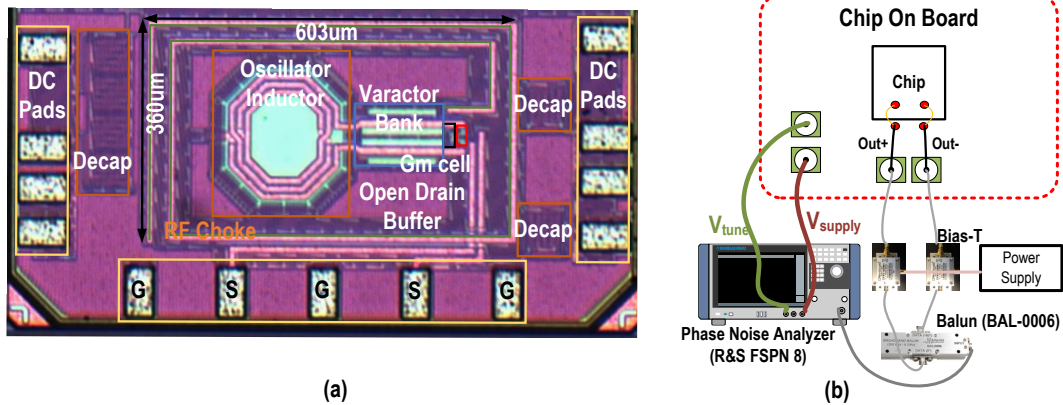 603um
360um
DC
Pads
Decap
Oscillator
Inductor
Varactor
Bank
Gm cell
Open Drain
Buffer
RF Choke
Decap
Decap
DC
Pads
G
S
G
S
G
(a)
Chip On Board
Chip
Out+
Out-
Vtune
Vsupply
Bias-T
Power
Supply
Phase Noise Analyzer
(R&S FSPN 8)
Balun (BAL-0006)
(b)